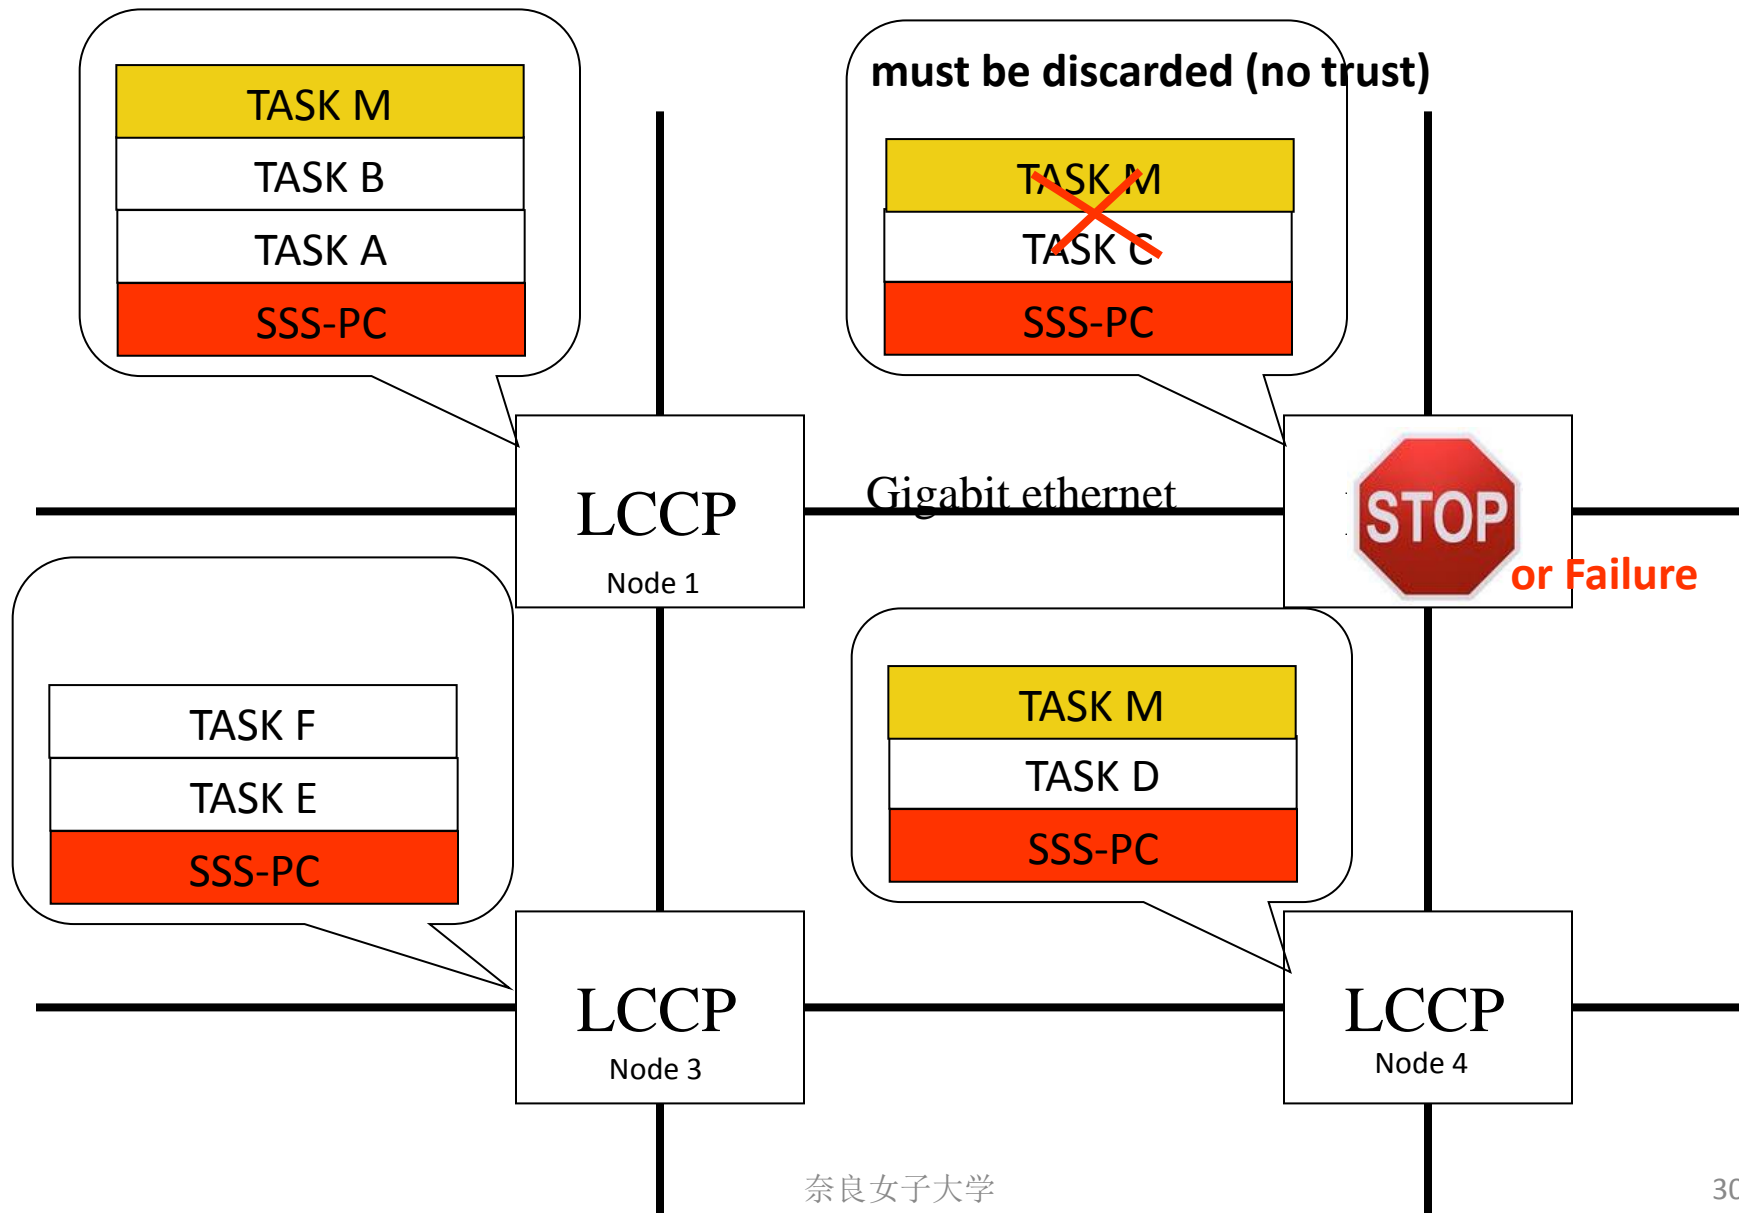 must be discarded (no trust)
TASK M
TASK B
TASK A
SSS-PC
TASK M
TASK C
SSS-PC
LCCP
Node 1
Gigabit ethernet
STOP
or Failure
TASK F
TASK E
SSS-PC
TASK M
TASK D
SSS-PC
LCCP
Node 3
LCCP
Node 4
奈良女子大学
30